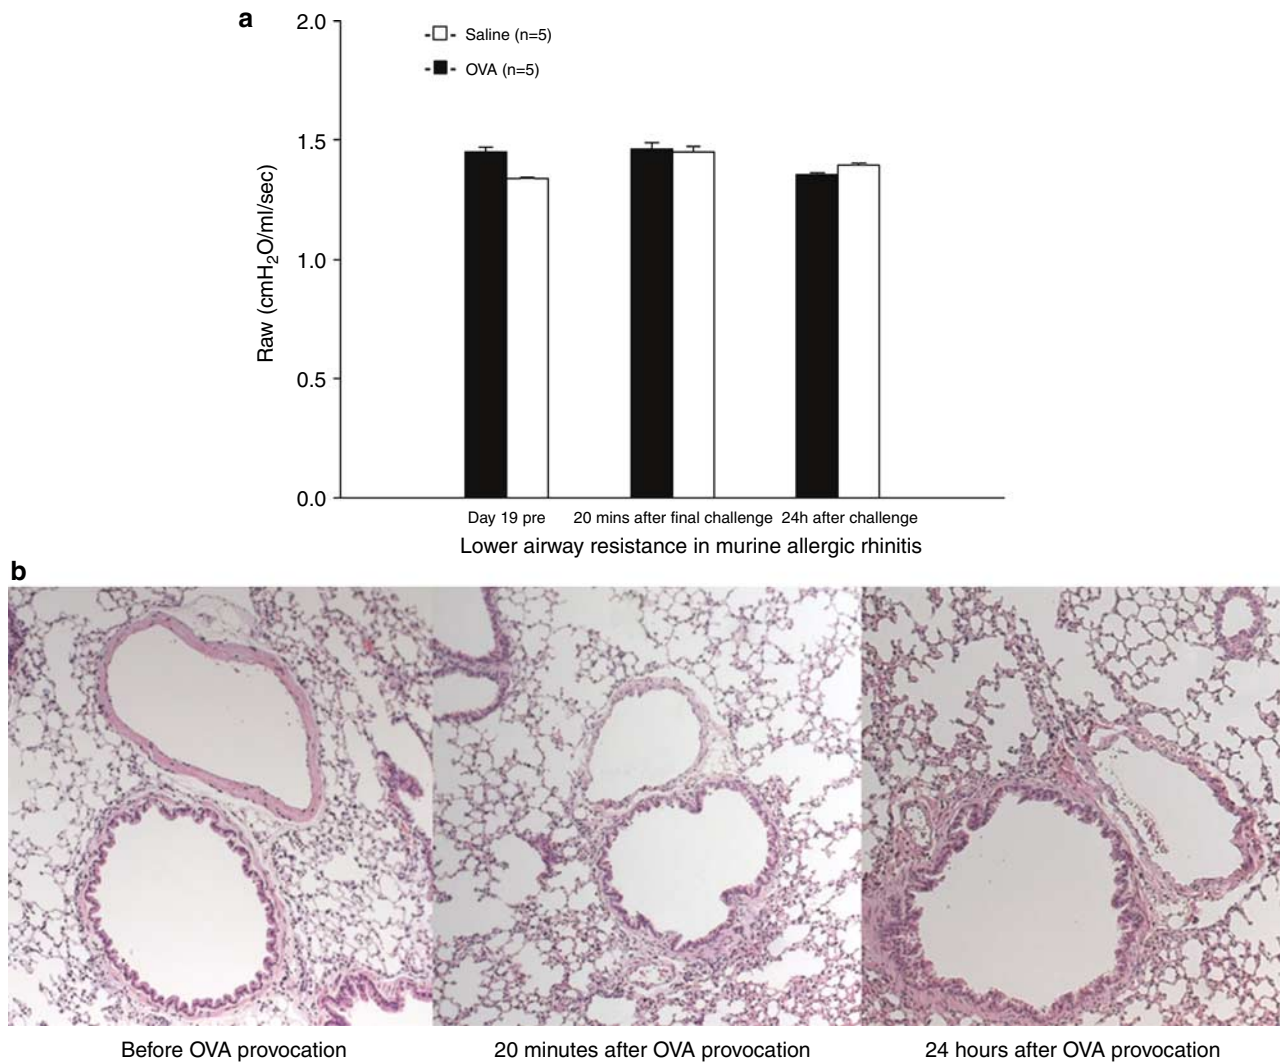 a
2.0
Saline (n=5)
OVA (n=5)
1.5
1.0
0.5
0.0
Raw (cmH2O/ml/sec)
Day 19 pre 20 mins after final challenge 24h after challenge
Lower airway resistance in murine allergic rhinitis
b
Before OVA provocation 20 minutes after OVA provocation 24 hours after OVA provocation